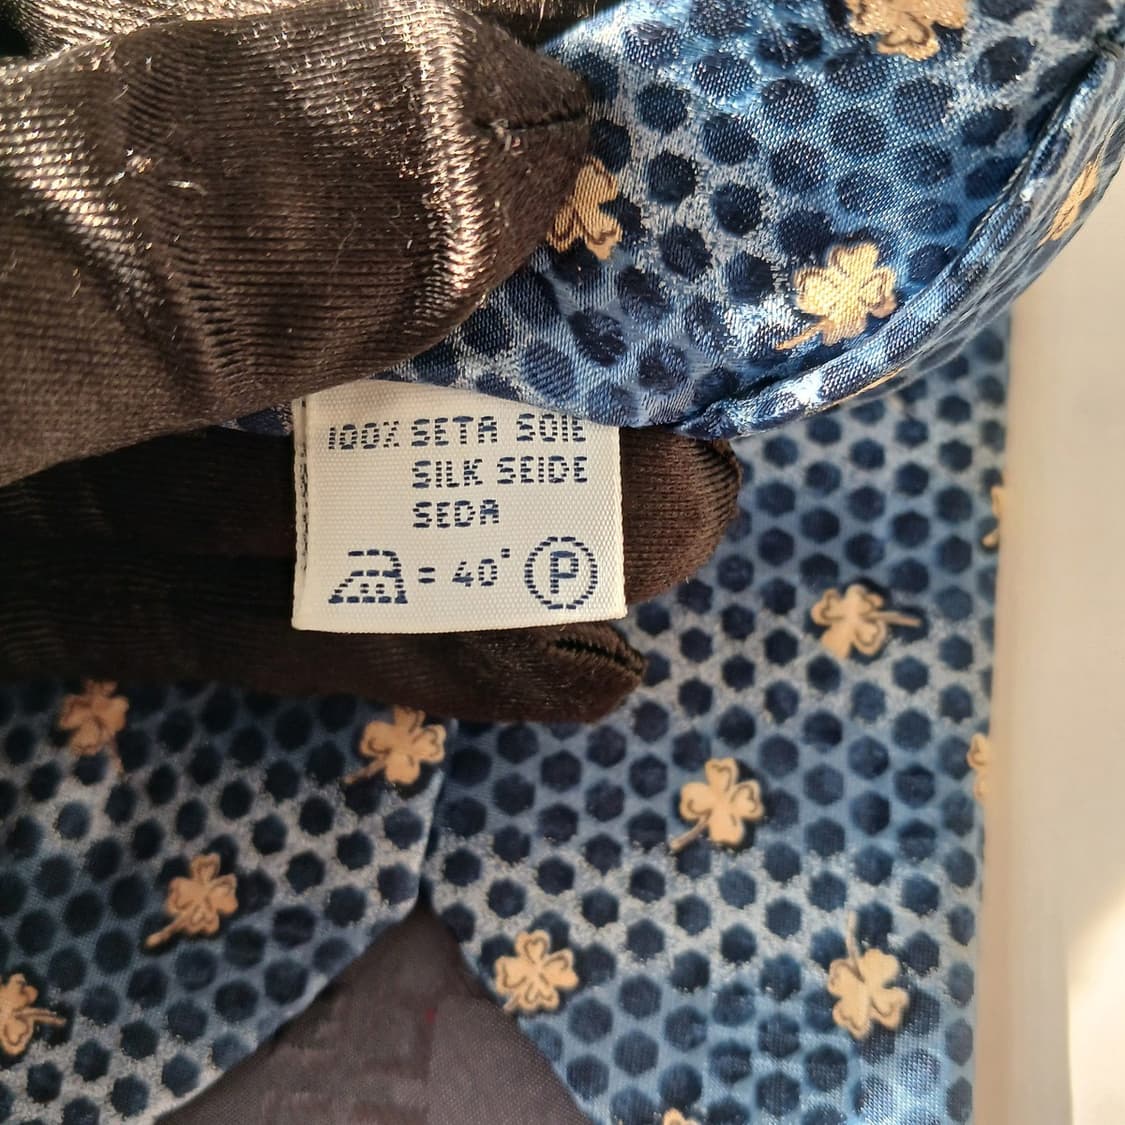 100% SETA SOIE
SILK SEIDE
SEDA
= 40° P